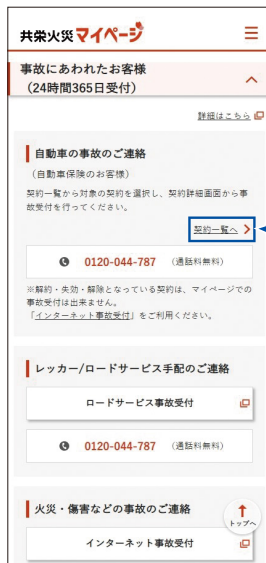 共栄火災マイページ
事故にあわれたお客様
(24時間365日受付)
詳細はこちら
自動車の事故のご連絡
(自動車保険のお客様)
契約一覧から対象の契約を選択し、契約詳細画面から事
故受付を行ってください。
契約一覧へ
0120-044-787 (通話料無料)
※解約・失効・解除となっている契約は、マイページでの
事故受付は出来ません。
「インターネット事故受付」をご利用ください。
レッカー/ロードサービス手配のご連絡
ロードサービス事故受付
0120-044-787 (通話料無料)
火災・傷害などの事故のご連絡
トップへ
インターネット事故受付